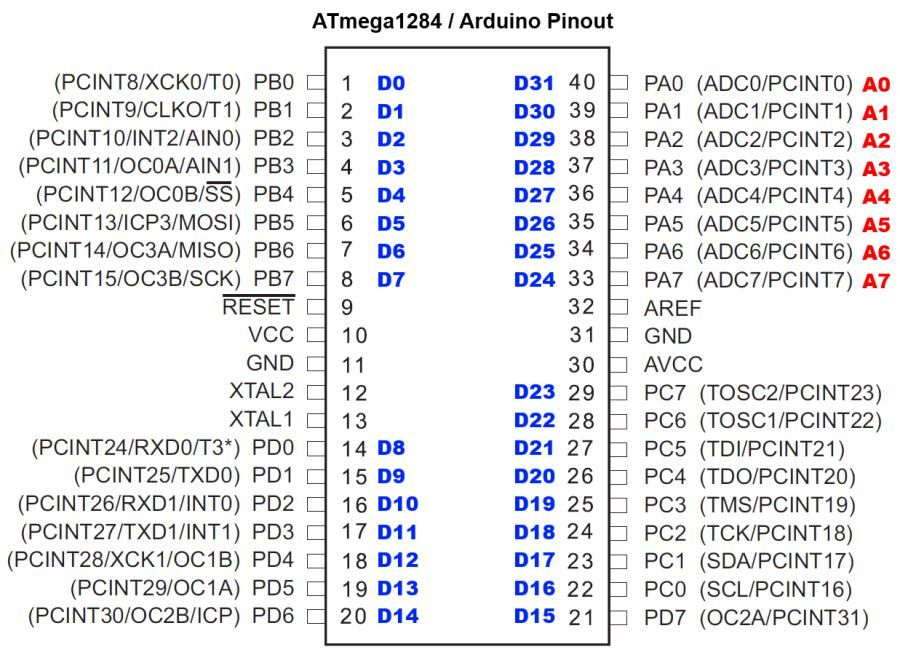 ATmega1284 / Arduino Pinout
(PCINT8/XCK0/T0) PB0 1 D0 D31 40 PA0 (ADC0/PCINT0) A0
(PCINT9/CLKO/T1) PB1 2 D1 D30 39 PA1 (ADC1/PCINT1) A1
(PCINT10/INT2/AIN0) PB2 3 D2 D29 38 PA2 (ADC2/PCINT2) A2
(PCINT11/OC0A/AIN1) PB3 4 D3 D28 37 PA3 (ADC3/PCINT3) A3
(PCINT12/OC0B/SS) PB4 5 D4 D27 36 PA4 (ADC4/PCINT4) A4
(PCINT13/ICP3/MOSI) PB5 6 D5 D26 35 PA5 (ADC5/PCINT5) A5
(PCINT14/OC3A/MISO) PB6 7 D6 D25 34 PA6 (ADC6/PCINT6) A6
(PCINT15/OC3B/SCK) PB7 8 D7 D24 33 PA7 (ADC7/PCINT7) A7
RESET 9 32 AREF
VCC 10 31 GND
GND 11 30 AVCC
XTAL2 12 D23 29 PC7 (TOSC2/PCINT23)
XTAL1 13 D22 28 PC6 (TOSC1/PCINT22)
(PCINT24/RXD0/T3*) PD0 14 D8 D21 27 PC5 (TDI/PCINT21)
(PCINT25/TXD0) PD1 15 D9 D20 26 PC4 (TDO/PCINT20)
(PCINT26/RXD1/INT0) PD2 16 D10 D19 25 PC3 (TMS/PCINT19)
(PCINT27/TXD1/INT1) PD3 17 D11 D18 24 PC2 (TCK/PCINT18)
(PCINT28/XCK1/OC1B) PD4 18 D12 D17 23 PC1 (SDA/PCINT17)
(PCINT29/OC1A) PD5 19 D13 D16 22 PC0 (SCL/PCINT16)
(PCINT30/OC2B/ICP) PD6 20 D14 D15 21 PD7 (OC2A/PCINT31)